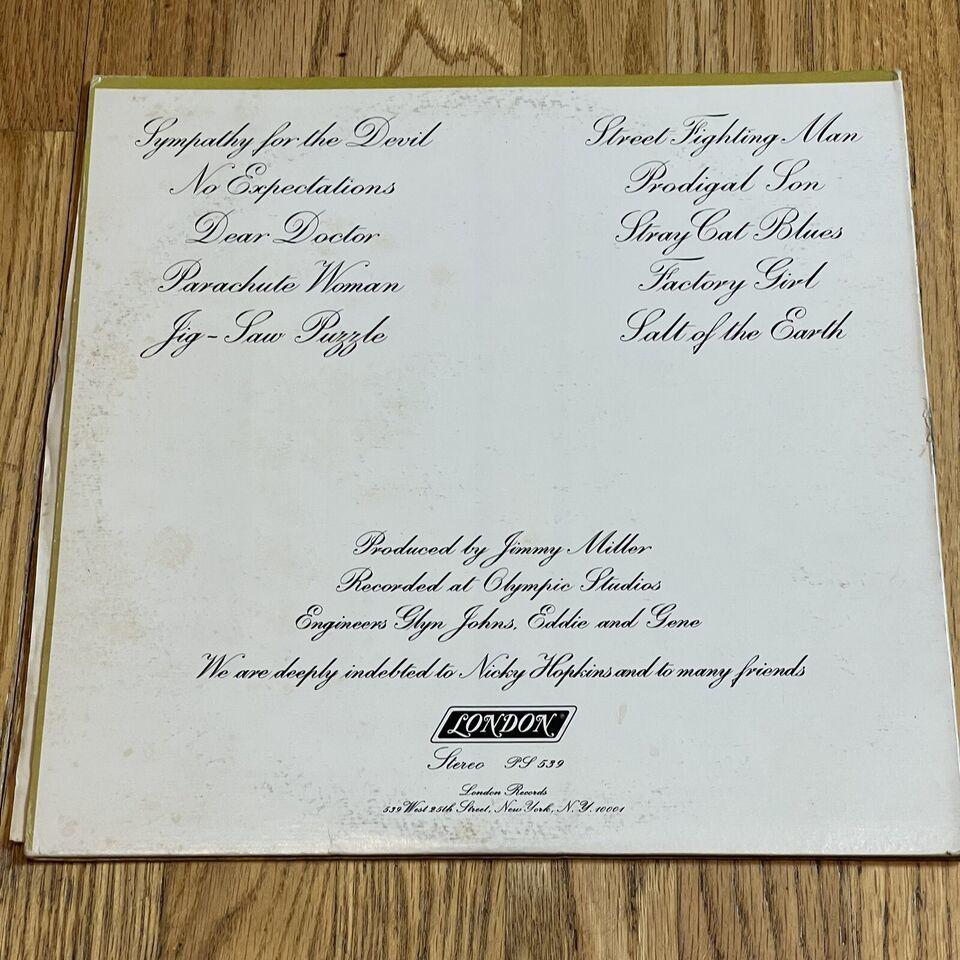 Sympathy for the Devil
No Expectations
Dear Doctor
Parachute Woman
Jig-Saw Puzzle
Street Fighting Man
Prodigal Son
Stray Cat Blues
Factory Girl
Salt of the Earth
Produced by Jimmy Miller
Recorded at Olympic Studios
Engineers Glyn Johns, Eddie and Gene
We are deeply indebted to Nicky Hopkins and to many friends
LONDON®
Stereo PS 539
London Records
539 West 25th Street, New York, N.Y. 10001